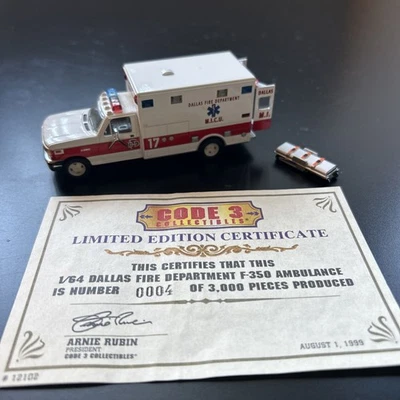 DALLAS FIRE DEPARTMENT
M.I.C.U.
DALLAS
M.I.
17
CODE 3
COLLECTIBLES
LIMITED EDITION CERTIFICATE
THIS CERTIFIES THAT THIS
1/64 DALLAS FIRE DEPARTMENT F-350 AMBULANCE
IS NUMBER 0004 OF 3,000 PIECES PRODUCED
ARNIE RUBIN
PRESIDENT
CODE 3 COLLECTIBLES
AUGUST 1, 1999
# 12102